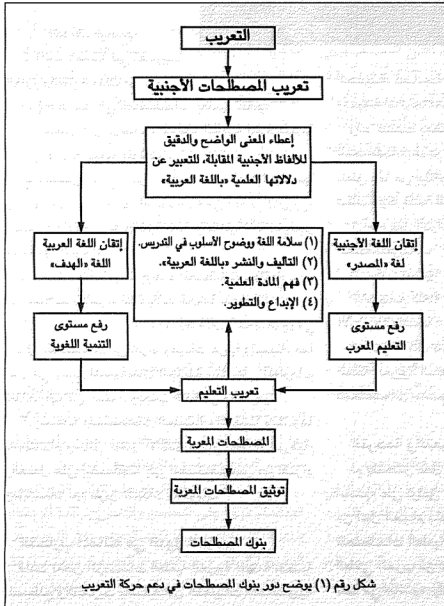 التعريب
تعريب المصطلحات الأجنبية
إعطاء المعنى الواضح والدقيق
للألفاظ الأجنبية المقابلة، للتعبير عن
دلالاتها العلمية «باللغة العربية»
إتقان اللغة الأجنبية
لغة «المصدر»
(١) سلامة اللغة ووضوح الأسلوب في التدريس.
(٢) التأليف والنشر «باللغة العربية».
(٣) فهم المادة العلمية.
(٤) الإبداع والتطوير.
إتقان اللغة العربية
اللغة «الهدف»
رفع مستوى
التعليم المعرب
رفع مستوى
التنمية اللغوية
تعريب التعليم
المصطلحات المعربة
توثيق المصطلحات المعربة
بنوك المصطلحات
شكل رقم (١) يوضح دور بنوك المصطلحات في دعم حركة التعريب